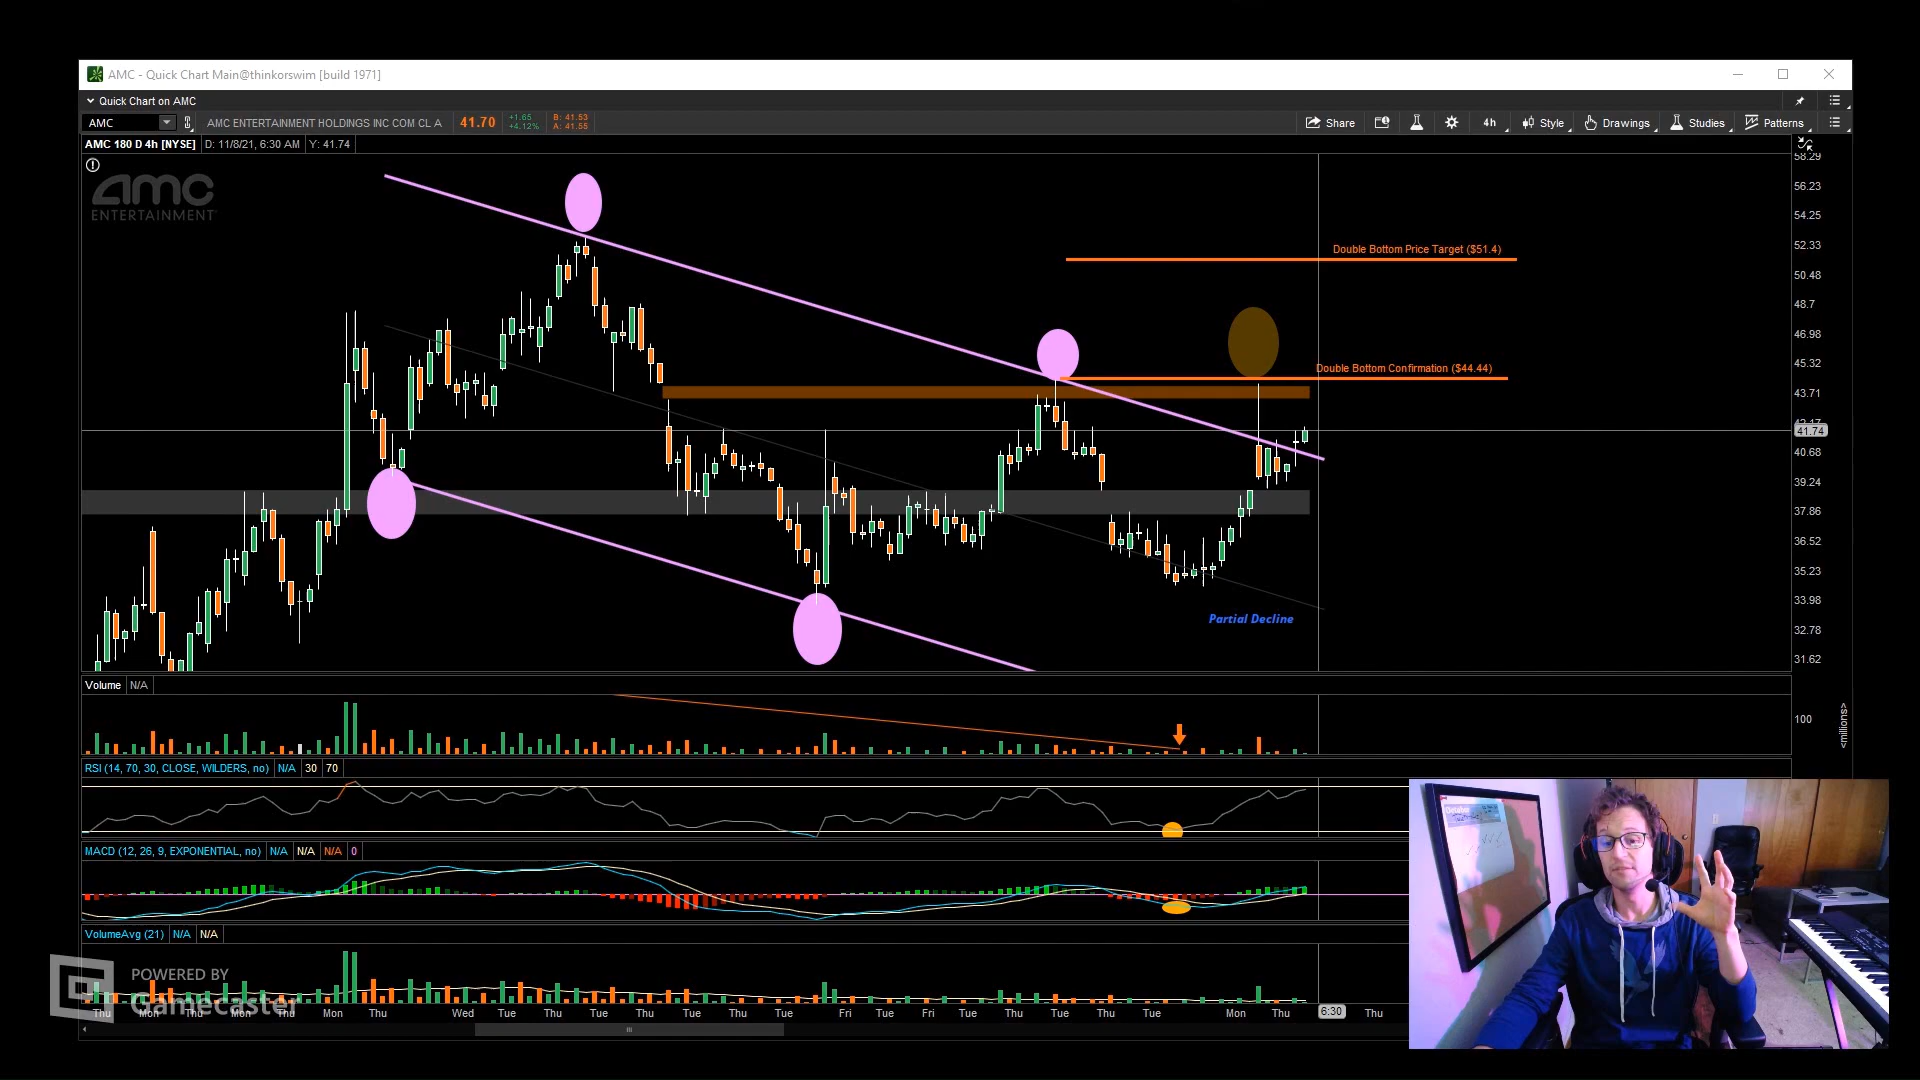 AMC - Quick Chart Main@thinkorswim [build 1971]
Quick Chart on AMC
AMC
AMC ENTERTAINMENT HOLDINGS INC COM CL A
41.70
+1.65
+4.12%
B: 41.53
A: 41.55
Share
4h
Style
Drawings
Studies
Patterns
AMC 180 D 4h [NYSE]
D: 11/8/21, 6:30 AM
Y: 41.74
amc
ENTERTAINMENT
58.29
56.23
54.25
52.33
Double Bottom Price Target ($51.4)
50.48
48.7
46.98
45.32
Double Bottom Confirmation ($44.44)
43.71
42.17
41.74
40.68
39.24
37.86
36.52
35.23
33.98
Partial Decline
32.78
31.62
Volume N/A
100
<millions>
RSI (14, 70, 30, CLOSE, WILDERS, no) N/A 30 70
MACD (12, 26, 9, EXPONENTIAL, no) N/A N/A N/A 0
VolumeAvg (21) N/A N/A
POWERED BY
Gamecaster
Thu Mon Thu Mon Thu Mon Thu Wed Tue Thu Tue Thu Tue Thu Tue Fri Tue Fri Tue Thu Tue Thu Tue Mon Thu 6:30 Thu